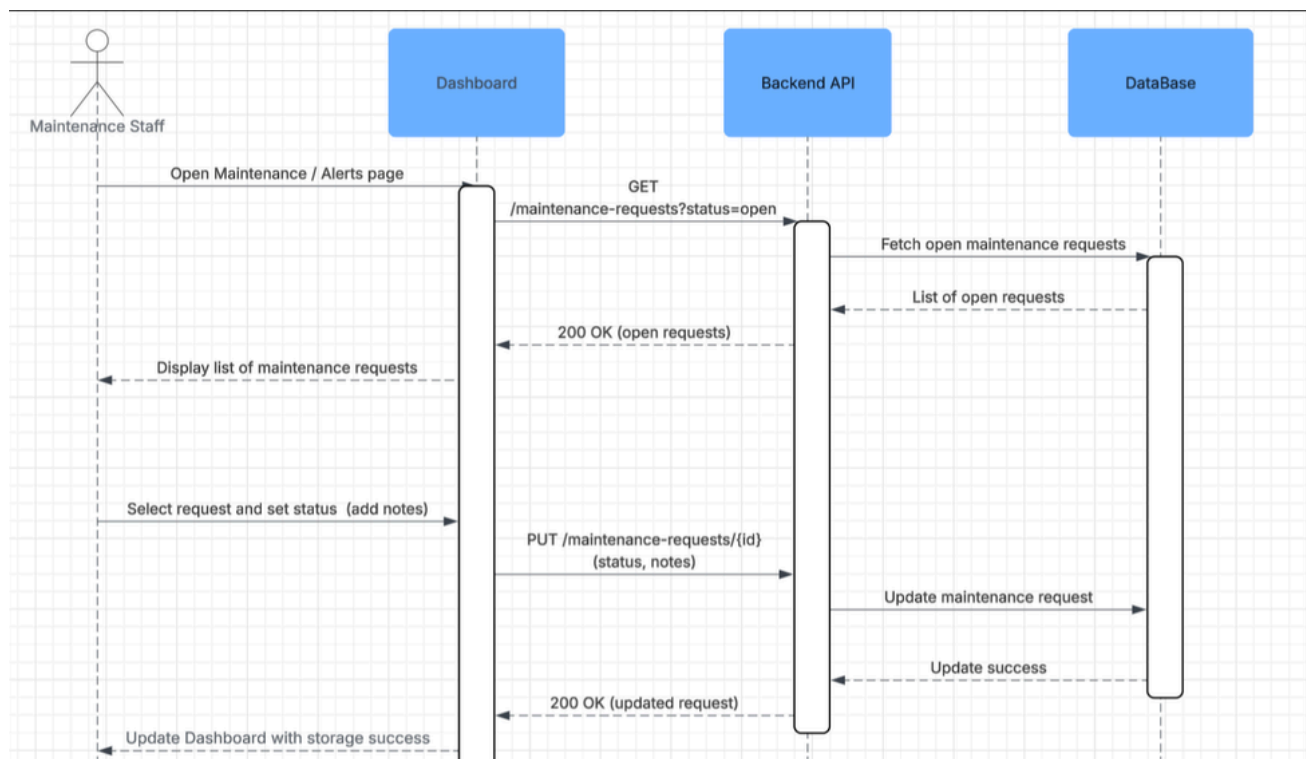 Dashboard
Backend API
DataBase
Maintenance Staff
Open Maintenance / Alerts page
GET
/maintenance-requests?status=open
Fetch open maintenance requests
List of open requests
200 OK (open requests)
Display list of maintenance requests
Select request and set status (add notes)
PUT /maintenance-requests/{id}
(status, notes)
Update maintenance request
Update success
200 OK (updated request)
Update Dashboard with storage success